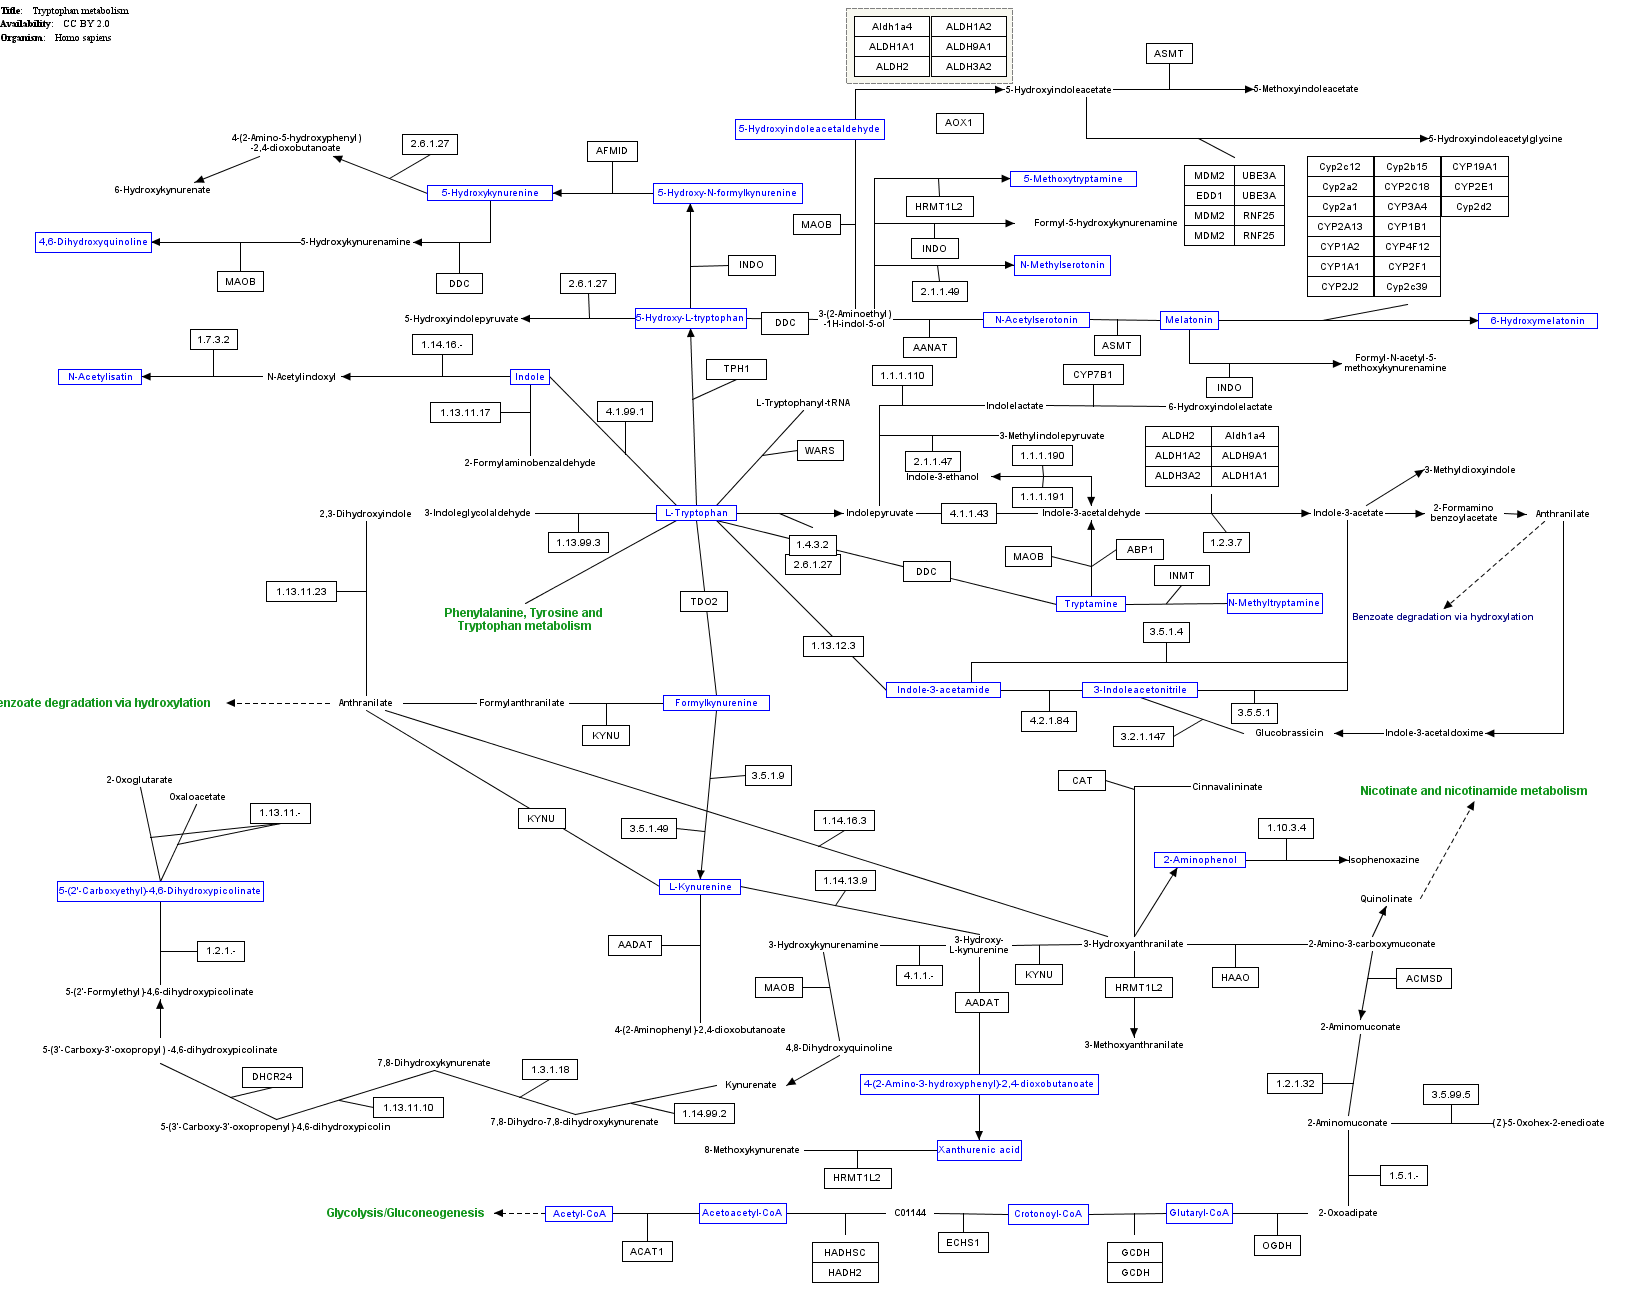 Title: Tryptophan metabolism
Availability: CC BY 2.0
Organism: Homo sapiens
Aldh1a4 ALDH1A2
ALDH1A1 ALDH9A1
ALDH2 ALDH3A2
ASMT
5-Hydroxyindoleacetate
5-Methoxyindoleacetate
AOX1
5-Hydroxyindoleacetaldehyde
5-Hydroxyindoleacetylglycine
4-(2-Amino-5-hydroxyphenyl)
-2,4-dioxobutanoate
2.6.1.27
AFMID
6-Hydroxykynurenate
5-Hydroxykynurenine
5-Hydroxy-N-formylkynurenine
5-Methoxytryptamine
HRMT1L2
MDM2 UBE3A
EDD1 UBE3A
MDM2 RNF25
MDM2 RNF25
Cyp2c12 Cyp2b15 CYP19A1
Cyp2a2 CYP2C18 CYP2E1
Cyp2a1 CYP3A4 Cyp2d2
CYP2A13 CYP1B1
CYP1A2 CYP4F12
CYP1A1 CYP2F1
CYP2J2 Cyp2c39
MAOB
Formyl-5-hydroxykynurenamine
INDO
4,6-Dihydroxyquinoline
5-Hydroxykynurenamine
MAOB
DDC
INDO
N-Methylserotonin
2.1.1.49
2.6.1.27
5-Hydroxyindolepyruvate
5-Hydroxy-L-tryptophan
DDC
3-(2-Aminoethyl)
-1H-indol-5-ol
N-Acetylserotonin
Melatonin
6-Hydroxymelatonin
AANAT
ASMT
1.7.3.2
1.14.16.-
N-Acetylisatin
N-Acetylindoxyl
Indole
TPH1
1.1.1.110
CYP7B1
Formyl-N-acetyl-5-
methoxykynurenamine
INDO
1.13.11.17
4.1.99.1
L-Tryptophanyl-tRNA
Indolelactate
6-Hydroxyindolelactate
2-Formylaminobenzaldehyde
WARS
3-Methylindolepyruvate
2.1.1.47
1.1.1.190
Indole-3-ethanol
1.1.1.191
ALDH2 Aldh1a4
ALDH1A2 ALDH9A1
ALDH3A2 ALDH1A1
3-Methyldioxyindole
2,3-Dihydroxyindole
3-Indoleglycolaldehyde
L-Tryptophan
Indolepyruvate
4.1.1.43
Indole-3-acetaldehyde
Indole-3-acetate
2-Formamino
benzoylacetate
Anthranilate
1.13.99.3
1.4.3.2
2.6.1.27
1.2.3.7
MAOB
ABP1
DDC
INMT
1.13.11.23
TDO2
Tryptamine
N-Methyltryptamine
Phenylalanine, Tyrosine and
Tryptophan metabolism
Benzoate degradation via hydroxylation
1.13.12.3
3.5.1.4
Indole-3-acetamide
3-Indoleacetonitrile
4.2.1.84
3.5.5.1
enzoate degradation via hydroxylation
Anthranilate
Formylanthranilate
Formylkynurenine
KYNU
3.2.1.147
Glucobrassicin
Indole-3-acetaldoxime
2-Oxoglutarate
Oxaloacetate
1.13.11.-
3.5.1.9
CAT
Cinnavalininate
Nicotinate and nicotinamide metabolism
KYNU
3.5.1.49
1.14.16.3
1.10.3.4
2-Aminophenol
Isophenoxazine
5-(2'-Carboxyethyl)-4,6-Dihydroxypicolinate
L-Kynurenine
1.14.13.9
Quinolinate
1.2.1.-
AADAT
3-Hydroxykynurenamine
3-Hydroxy-
L-kynurenine
3-Hydroxyanthranilate
2-Amino-3-carboxymuconate
4.1.1.-
KYNU
HAAO
ACMSD
5-(2'-Formylethyl)-4,6-dihydroxypicolinate
MAOB
AADAT
HRMT1L2
4-(2-Aminophenyl)-2,4-dioxobutanoate
2-Aminomuconate
5-(3'-Carboxy-3'-oxopropyl)-4,6-dihydroxypicolinate
4,8-Dihydroxyquinoline
3-Methoxyanthranilate
7,8-Dihydroxykynurenate
DHCR24
1.3.1.18
Kynurenate
4-(2-Amino-3-hydroxyphenyl)-2,4-dioxobutanoate
1.2.1.32
3.5.99.5
1.13.11.10
1.14.99.2
5-(3'-Carboxy-3'-oxopropenyl)-4,6-dihydroxypicolin
7,8-Dihydro-7,8-dihydroxykynurenate
2-Aminomuconate
(Z)-5-Oxohex-2-enedioate
8-Methoxykynurenate
Xanthurenic acid
HRMT1L2
1.5.1.-
Glycolysis/Gluconeogenesis
Acetyl-CoA
Acetoacetyl-CoA
C01144
Crotonoyl-CoA
Glutaryl-CoA
2-Oxoadipate
ACAT1
HADHSC
HADH2
ECHS1
GCDH
GCDH
OGDH